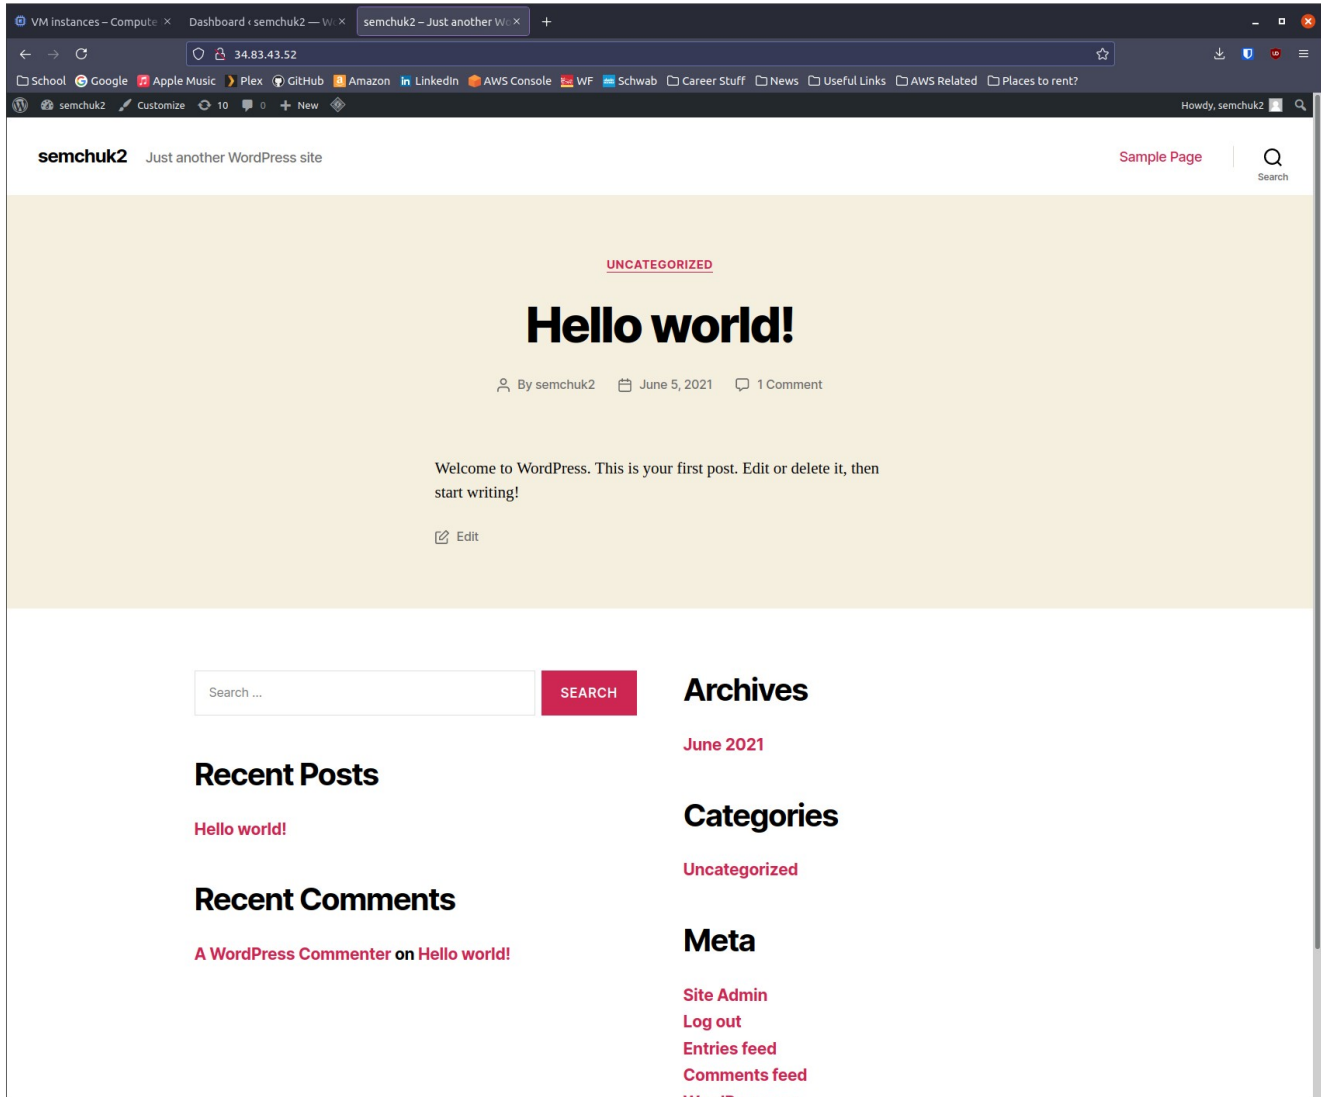 VM instances – Compute
Dashboard ‹ semchuk2 — W
semchuk2 – Just another Wo
34.83.43.52
School Google Apple Music Plex GitHub Amazon LinkedIn AWS Console WF Schwab Career Stuff News Useful Links AWS Related Places to rent?
semchuk2 Customize 10 0 + New
Howdy, semchuk2
semchuk2 Just another WordPress site
Sample Page
Search
UNCATEGORIZED
Hello world!
By semchuk2 June 5, 2021 1 Comment
Welcome to WordPress. This is your first post. Edit or delete it, then
start writing!
Edit
Search …
SEARCH
Recent Posts
Hello world!
Recent Comments
A WordPress Commenter on Hello world!
Archives
June 2021
Categories
Uncategorized
Meta
Site Admin
Log out
Entries feed
Comments feed